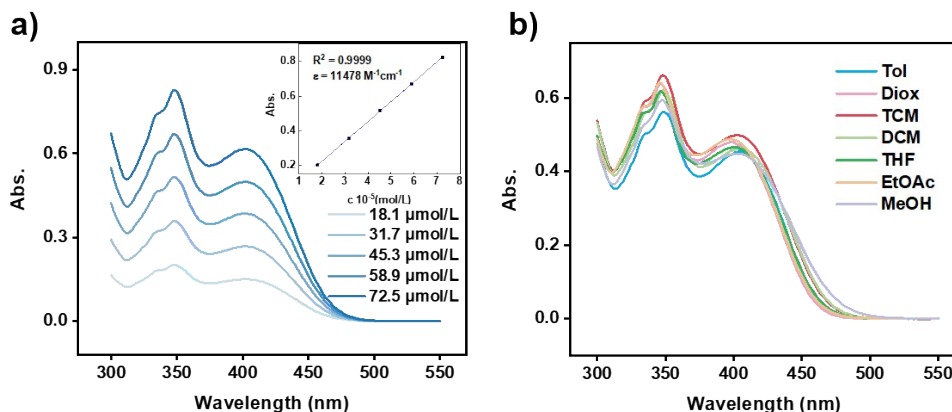 a)
Abs.
0.9
0.6
0.3
0.0
300
350
400
450
500
550
Wavelength (nm)
R² = 0.9999
ε = 11478 M⁻¹cm⁻¹
Abs.
0.8
0.6
0.4
0.2
1
2
3
4
5
6
7
8
c 10⁻⁵(mol/L)
18.1 µmol/L
31.7 µmol/L
45.3 µmol/L
58.9 µmol/L
72.5 µmol/L
b)
Abs.
0.6
0.4
0.2
0.0
300
350
400
450
500
550
Wavelength (nm)
Tol
Diox
TCM
DCM
THF
EtOAc
MeOH